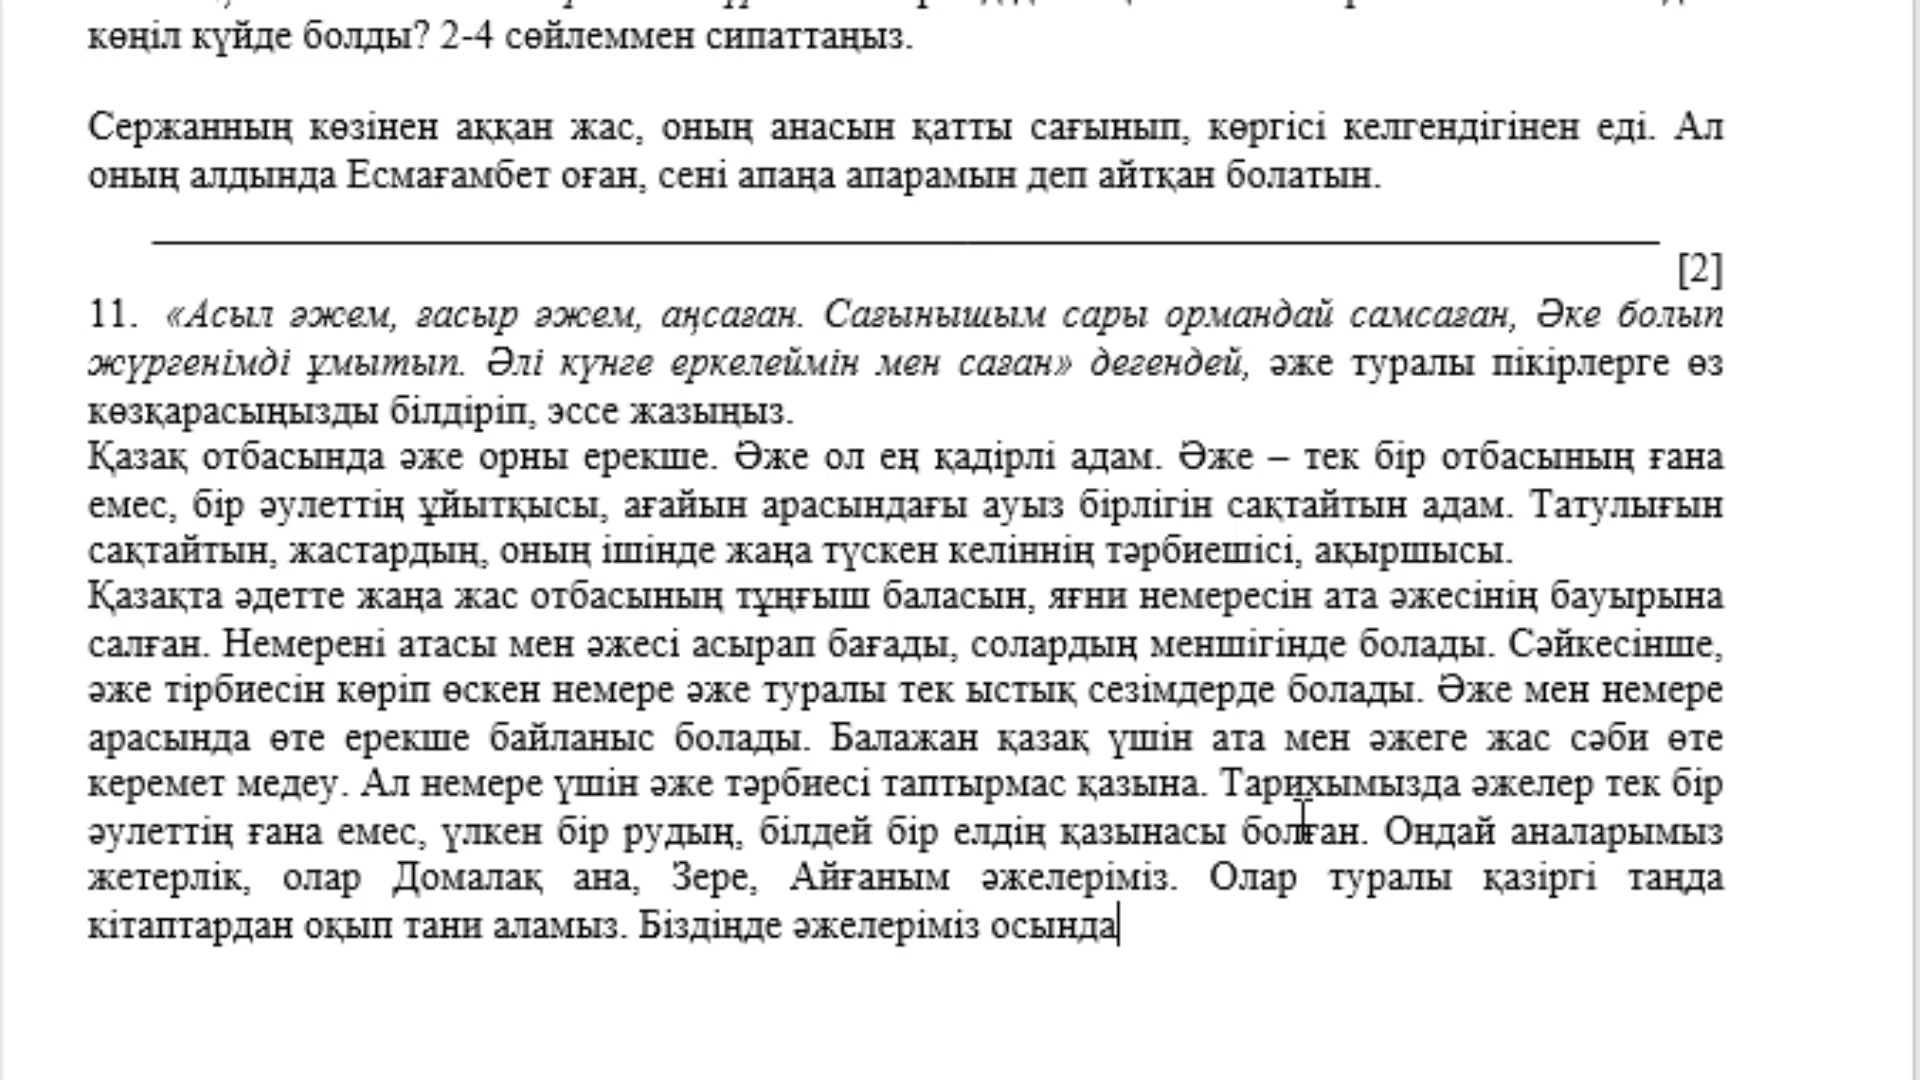 көңіл күйде болды? 2-4 сөйлеммен сипаттаңыз.
Сержанның көзінен аққан жас, оның анасын қатты сағынып, көргісі келгендігінен еді. Ал
оның алдында Есмағамбет оған, сені апаңа апарамын деп айтқан болатын.
[2]
11. «Асыл әжем, ғасыр әжем, аңсаған. Сағынышым сары ормандай самсаған, Әке болып
жүргенімді ұмытып. Әлі күнге еркелеймін мен саған» дегендей, әже туралы пікірлерге өз
көзқарасыңызды білдіріп, эссе жазыңыз.
Қазақ отбасында әже орны ерекше. Әже ол ең қадірлі адам. Әже – тек бір отбасының ғана
емес, бір әулеттің ұйытқысы, ағайын арасындағы ауыз бірлігін сақтайтын адам. Татулығын
сақтайтын, жастардың, оның ішінде жаңа түскен келіннің тәрбиешісі, ақыршысы.
Қазақта әдетте жаңа жас отбасының тұңғыш баласын, яғни немересін ата әжесінің бауырына
салған. Немерені атасы мен әжесі асырап бағады, солардың меншігінде болады. Сәйкесінше,
әже тірбиесін көріп өскен немере әже туралы тек ыстық сезімдерде болады. Әже мен немере
арасында өте ерекше байланыс болады. Балажан қазақ үшін ата мен әжеге жас сәби өте
керемет медеу. Ал немере үшін әже тәрбиесі таптырмас қазына. Тарихымызда әжелер тек бір
әулеттің ғана емес, үлкен бір рудың, білдей бір елдің қазынасы болған. Ондай аналарымыз
жетерлік, олар Домалақ ана, Зере, Айғаным әжелеріміз. Олар туралы қазіргі таңда
кітаптардан оқып тани аламыз. Біздіңде әжелеріміз осында